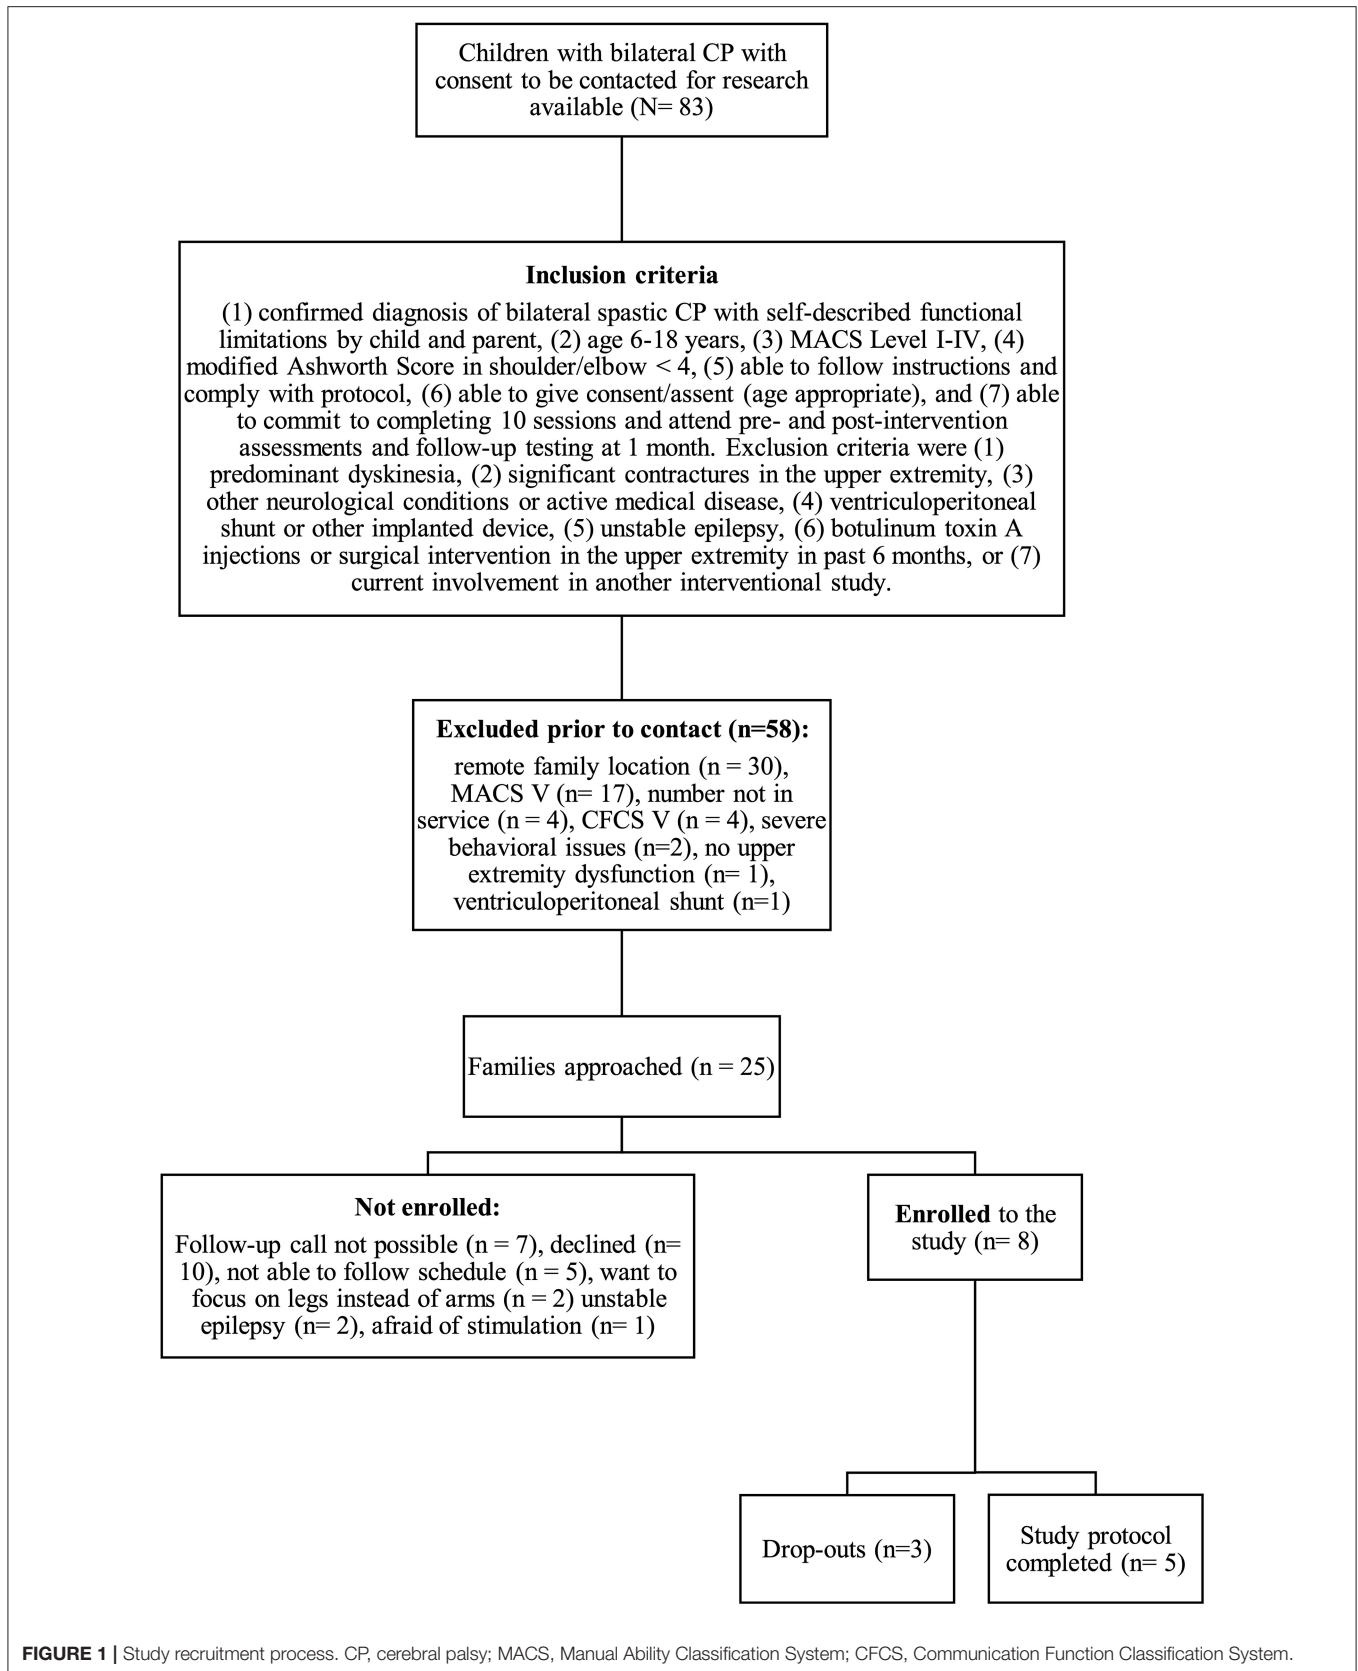 Children with bilateral CP with
consent to be contacted for research
available (N= 83)
Inclusion criteria
(1) confirmed diagnosis of bilateral spastic CP with self-described functional
limitations by child and parent, (2) age 6-18 years, (3) MACS Level I-IV, (4)
modified Ashworth Score in shoulder/elbow < 4, (5) able to follow instructions and
comply with protocol, (6) able to give consent/assent (age appropriate), and (7) able
to commit to completing 10 sessions and attend pre- and post-intervention
assessments and follow-up testing at 1 month. Exclusion criteria were (1)
predominant dyskinesia, (2) significant contractures in the upper extremity, (3)
other neurological conditions or active medical disease, (4) ventriculoperitoneal
shunt or other implanted device, (5) unstable epilepsy, (6) botulinum toxin A
injections or surgical intervention in the upper extremity in past 6 months, or (7)
current involvement in another interventional study.
Excluded prior to contact (n=58):
remote family location (n = 30),
MACS V (n= 17), number not in
service (n = 4), CFCS V (n = 4), severe
behavioral issues (n=2), no upper
extremity dysfunction (n= 1),
ventriculoperitoneal shunt (n=1)
Families approached (n = 25)
Not enrolled:
Follow-up call not possible (n = 7), declined (n=
10), not able to follow schedule (n = 5), want to
focus on legs instead of arms (n = 2) unstable
epilepsy (n= 2), afraid of stimulation (n= 1)
Enrolled to the
study (n= 8)
Drop-outs (n=3)
Study protocol
completed (n= 5)
FIGURE 1 | Study recruitment process. CP, cerebral palsy; MACS, Manual Ability Classification System; CFCS, Communication Function Classification System.